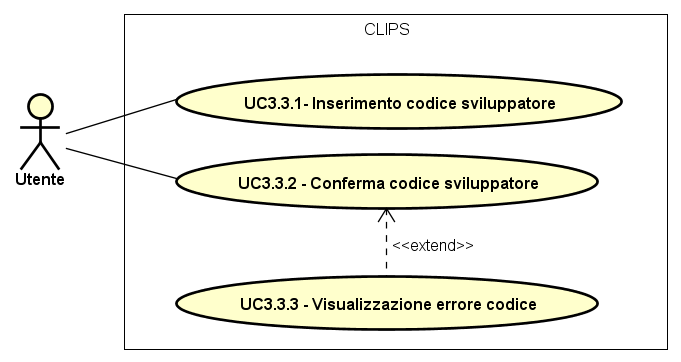 CLIPS
UC3.3.1- Inserimento codice sviluppatore
Utente
UC3.3.2 - Conferma codice sviluppatore
<<extend>>
UC3.3.3 - Visualizzazione errore codice